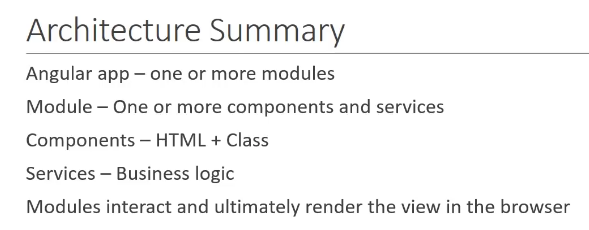 Architecture Summary
Angular app – one or more modules
Module – One or more components and services
Components – HTML + Class
Services – Business logic
Modules interact and ultimately render the view in the browser